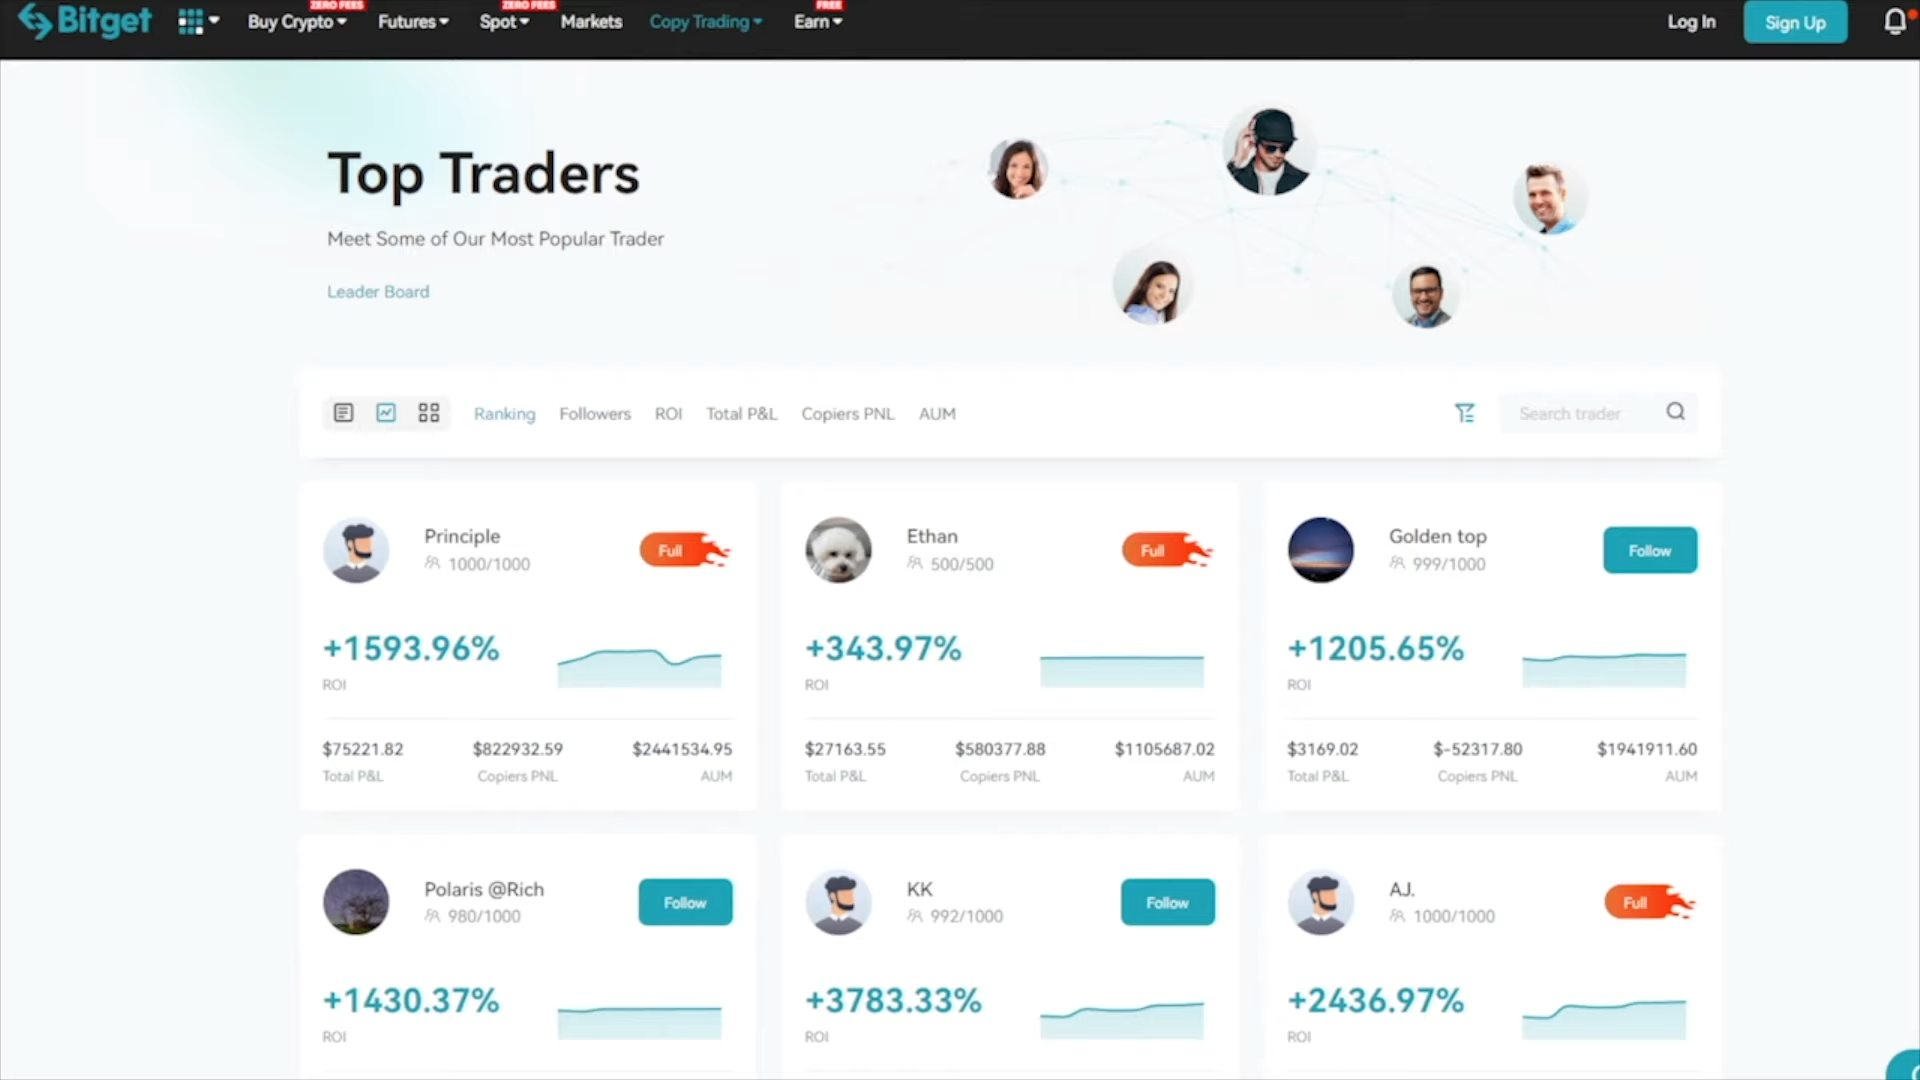 Bitget
Buy Crypto
ZERO FEES
Futures
Spot
ZERO FEES
Markets
Copy Trading
Earn
FREE
Log In
Sign Up
Top Traders
Meet Some of Our Most Popular Trader
Leader Board
Ranking Followers ROI Total P&L Copiers PNL AUM
Search trader
Principle
1000/1000
Full
+1593.96%
ROI
$75221.82 $822932.59 $2441534.95
Total P&L Copiers PNL AUM
Ethan
500/500
Full
+343.97%
ROI
$27163.55 $580377.88 $1105687.02
Total P&L Copiers PNL AUM
Golden top
999/1000
Follow
+1205.65%
ROI
$3169.02 $-52317.80 $1941911.60
Total P&L Copiers PNL AUM
Polaris @Rich
980/1000
Follow
+1430.37%
ROI
KK
992/1000
Follow
+3783.33%
ROI
AJ.
1000/1000
Full
+2436.97%
ROI